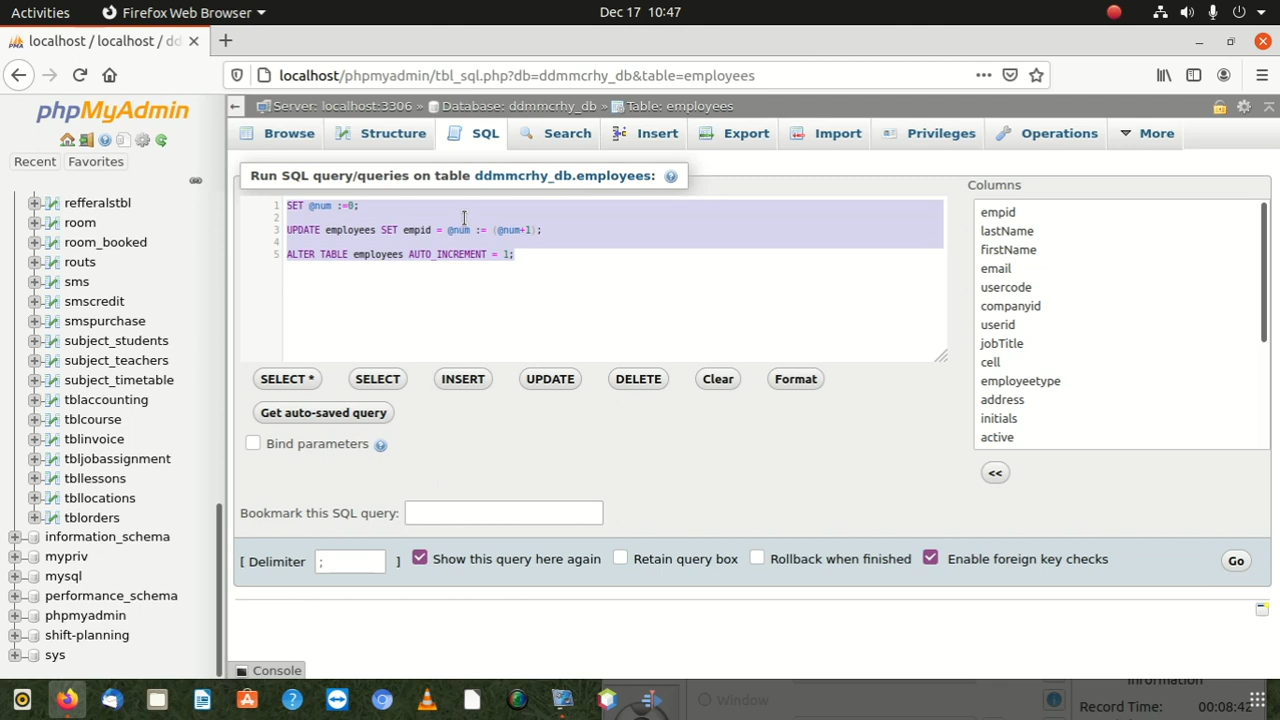 Activities
Firefox Web Browser
Dec 17 10:47
localhost / localhost / dd
localhost/phpmyadmin/tbl_sql.php?db=ddmmcrhy_db&table=employees
phpMyAdmin
Recent
Favorites
refferalstbl
room
room_booked
routs
sms
smscredit
smspurchase
subject_students
subject_teachers
subject_timetable
tblaccounting
tblcourse
tblinvoice
tbljobassignment
tbllessons
tbllocations
tblorders
information_schema
mypriv
mysql
performance_schema
phpmyadmin
shift-planning
sys
Server: localhost:3306 » Database: ddmmcrhy_db » Table: employees
Browse
Structure
SQL
Search
Insert
Export
Import
Privileges
Operations
More
Run SQL query/queries on table ddmmcrhy_db.employees:
1 SET @num :=0;
2
3 UPDATE employees SET empid = @num := (@num+1);
4
5 ALTER TABLE employees AUTO_INCREMENT = 1;
Columns
empid
lastName
firstName
email
usercode
companyid
userid
jobTitle
cell
employeetype
address
initials
active
<<
SELECT *
SELECT
INSERT
UPDATE
DELETE
Clear
Format
Get auto-saved query
Bind parameters
Bookmark this SQL query:
[ Delimiter ; ]
Show this query here again
Retain query box
Rollback when finished
Enable foreign key checks
Go
Console
Window
Information
Record Time: 00:08:42